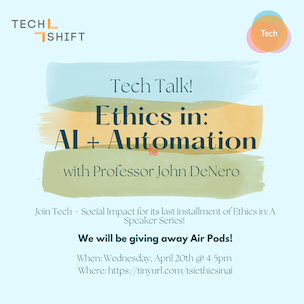 TECH
SHIFT
Tech
Tech Talk!
Ethics in:
AI + Automation
with Professor John DeNero
Join Tech + Social Impact for its last installment of Ethics in: A
Speaker Series!
We will be giving away Air Pods!
When: Wednesday, April 20th @ 4-5pm
Where: https://tinyurl.com/tsiethicsinai